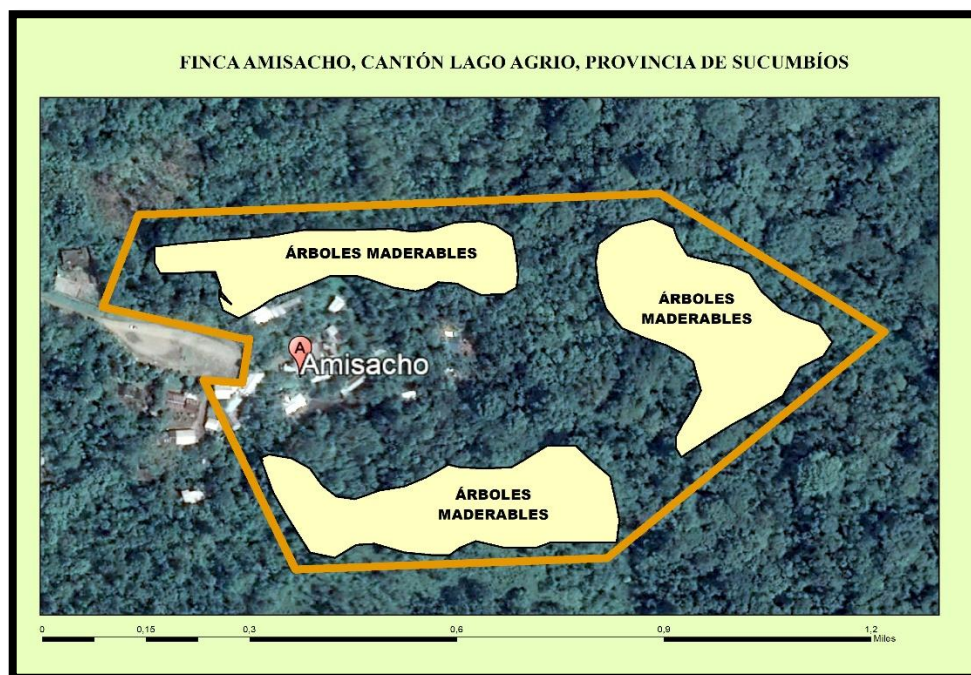 FINCA AMISACHO, CANTÓN LAGO AGRIO, PROVINCIA DE SUCUMBÍOS
ÁRBOLES MADERABLES
ÁRBOLES
MADERABLES
A
Amisacho
ÁRBOLES
MADERABLES
0 0,15 0,3 0,6 0,9 1,2
Miles